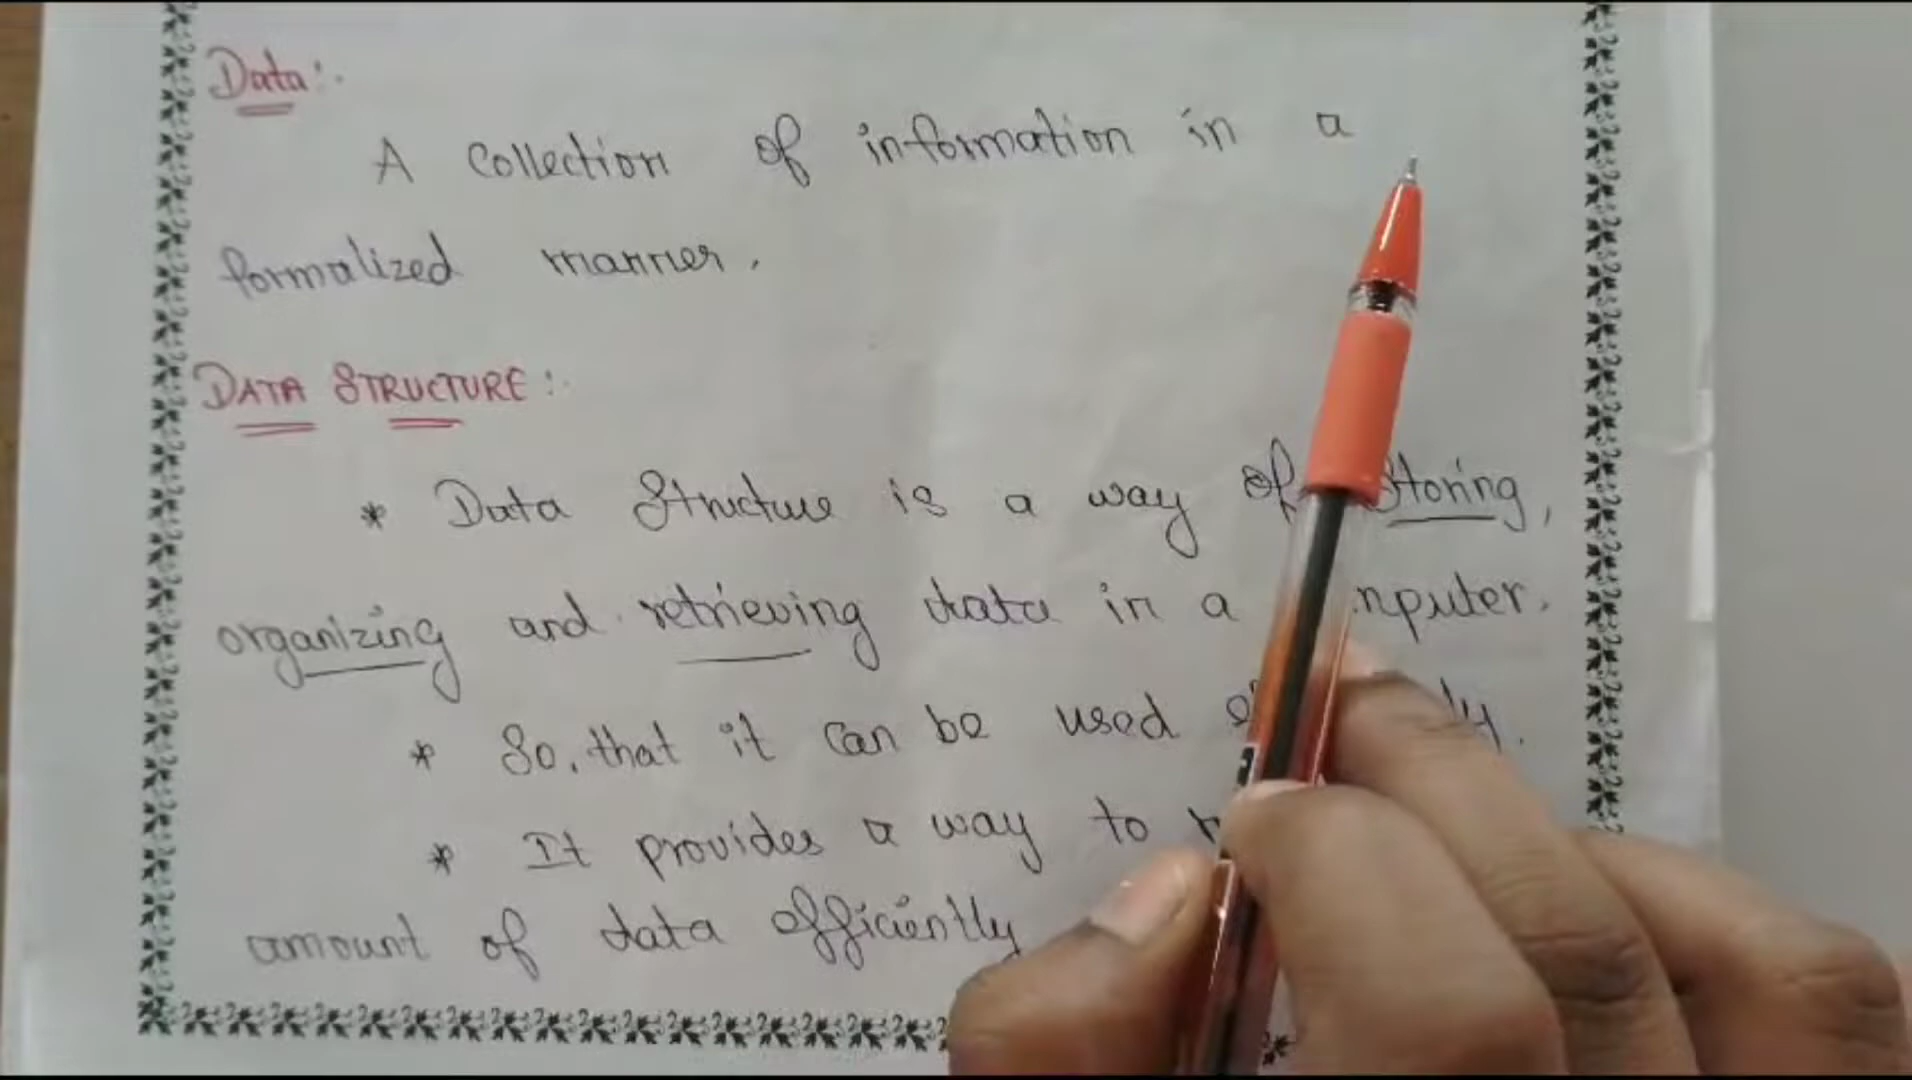 Data:-
A Collection of information in a
formalized manner.
DATA STRUCTURE:-
* Data Structure is a way of Storing,
organizing and retrieving data in a
* So, that it can be used
* It provides a way to
amount of data efficiently